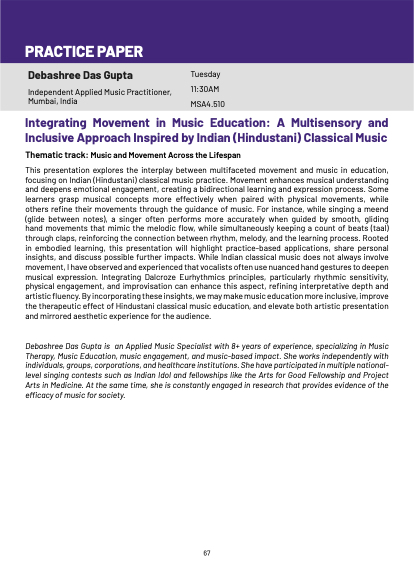 PRACTICE PAPER
Debashree Das Gupta
Independent Applied Music Practitioner,
Mumbai, India
Tuesday
11:30AM
MSA4.510
Integrating Movement in Music Education: A Multisensory and
Inclusive Approach Inspired by Indian (Hindustani) Classical Music
Thematic track: Music and Movement Across the Lifespan
This presentation explores the interplay between multifaceted movement and music in education,
focusing on Indian (Hindustani) classical music practice. Movement enhances musical understanding
and deepens emotional engagement, creating a bidirectional learning and expression process. Some
learners grasp musical concepts more effectively when paired with physical movements, while
others refine their movements through the guidance of music. For instance, while singing a meend
(glide between notes), a singer often performs more accurately when guided by smooth, gliding
hand movements that mimic the melodic flow, while simultaneously keeping a count of beats (taal)
through claps, reinforcing the connection between rhythm, melody, and the learning process. Rooted
in embodied learning, this presentation will highlight practice-based applications, share personal
insights, and discuss possible further impacts. While Indian classical music does not always involve
movement, I have observed and experienced that vocalists often use nuanced hand gestures to deepen
musical expression. Integrating Dalcroze Eurhythmics principles, particularly rhythmic sensitivity,
physical engagement, and improvisation can enhance this aspect, refining interpretive depth and
artistic fluency. By incorporating these insights, we may make music education more inclusive, improve
the therapeutic effect of Hindustani classical music education, and elevate both artistic presentation
and mirrored aesthetic experience for the audience.
Debashree Das Gupta is an Applied Music Specialist with 8+ years of experience, specializing in Music
Therapy, Music Education, music engagement, and music-based impact. She works independently with
individuals, groups, corporations, and healthcare institutions. She have participated in multiple national-
level singing contests such as Indian Idol and fellowships like the Arts for Good Fellowship and Project
Arts in Medicine. At the same time, she is constantly engaged in research that provides evidence of the
efficacy of music for society.
67